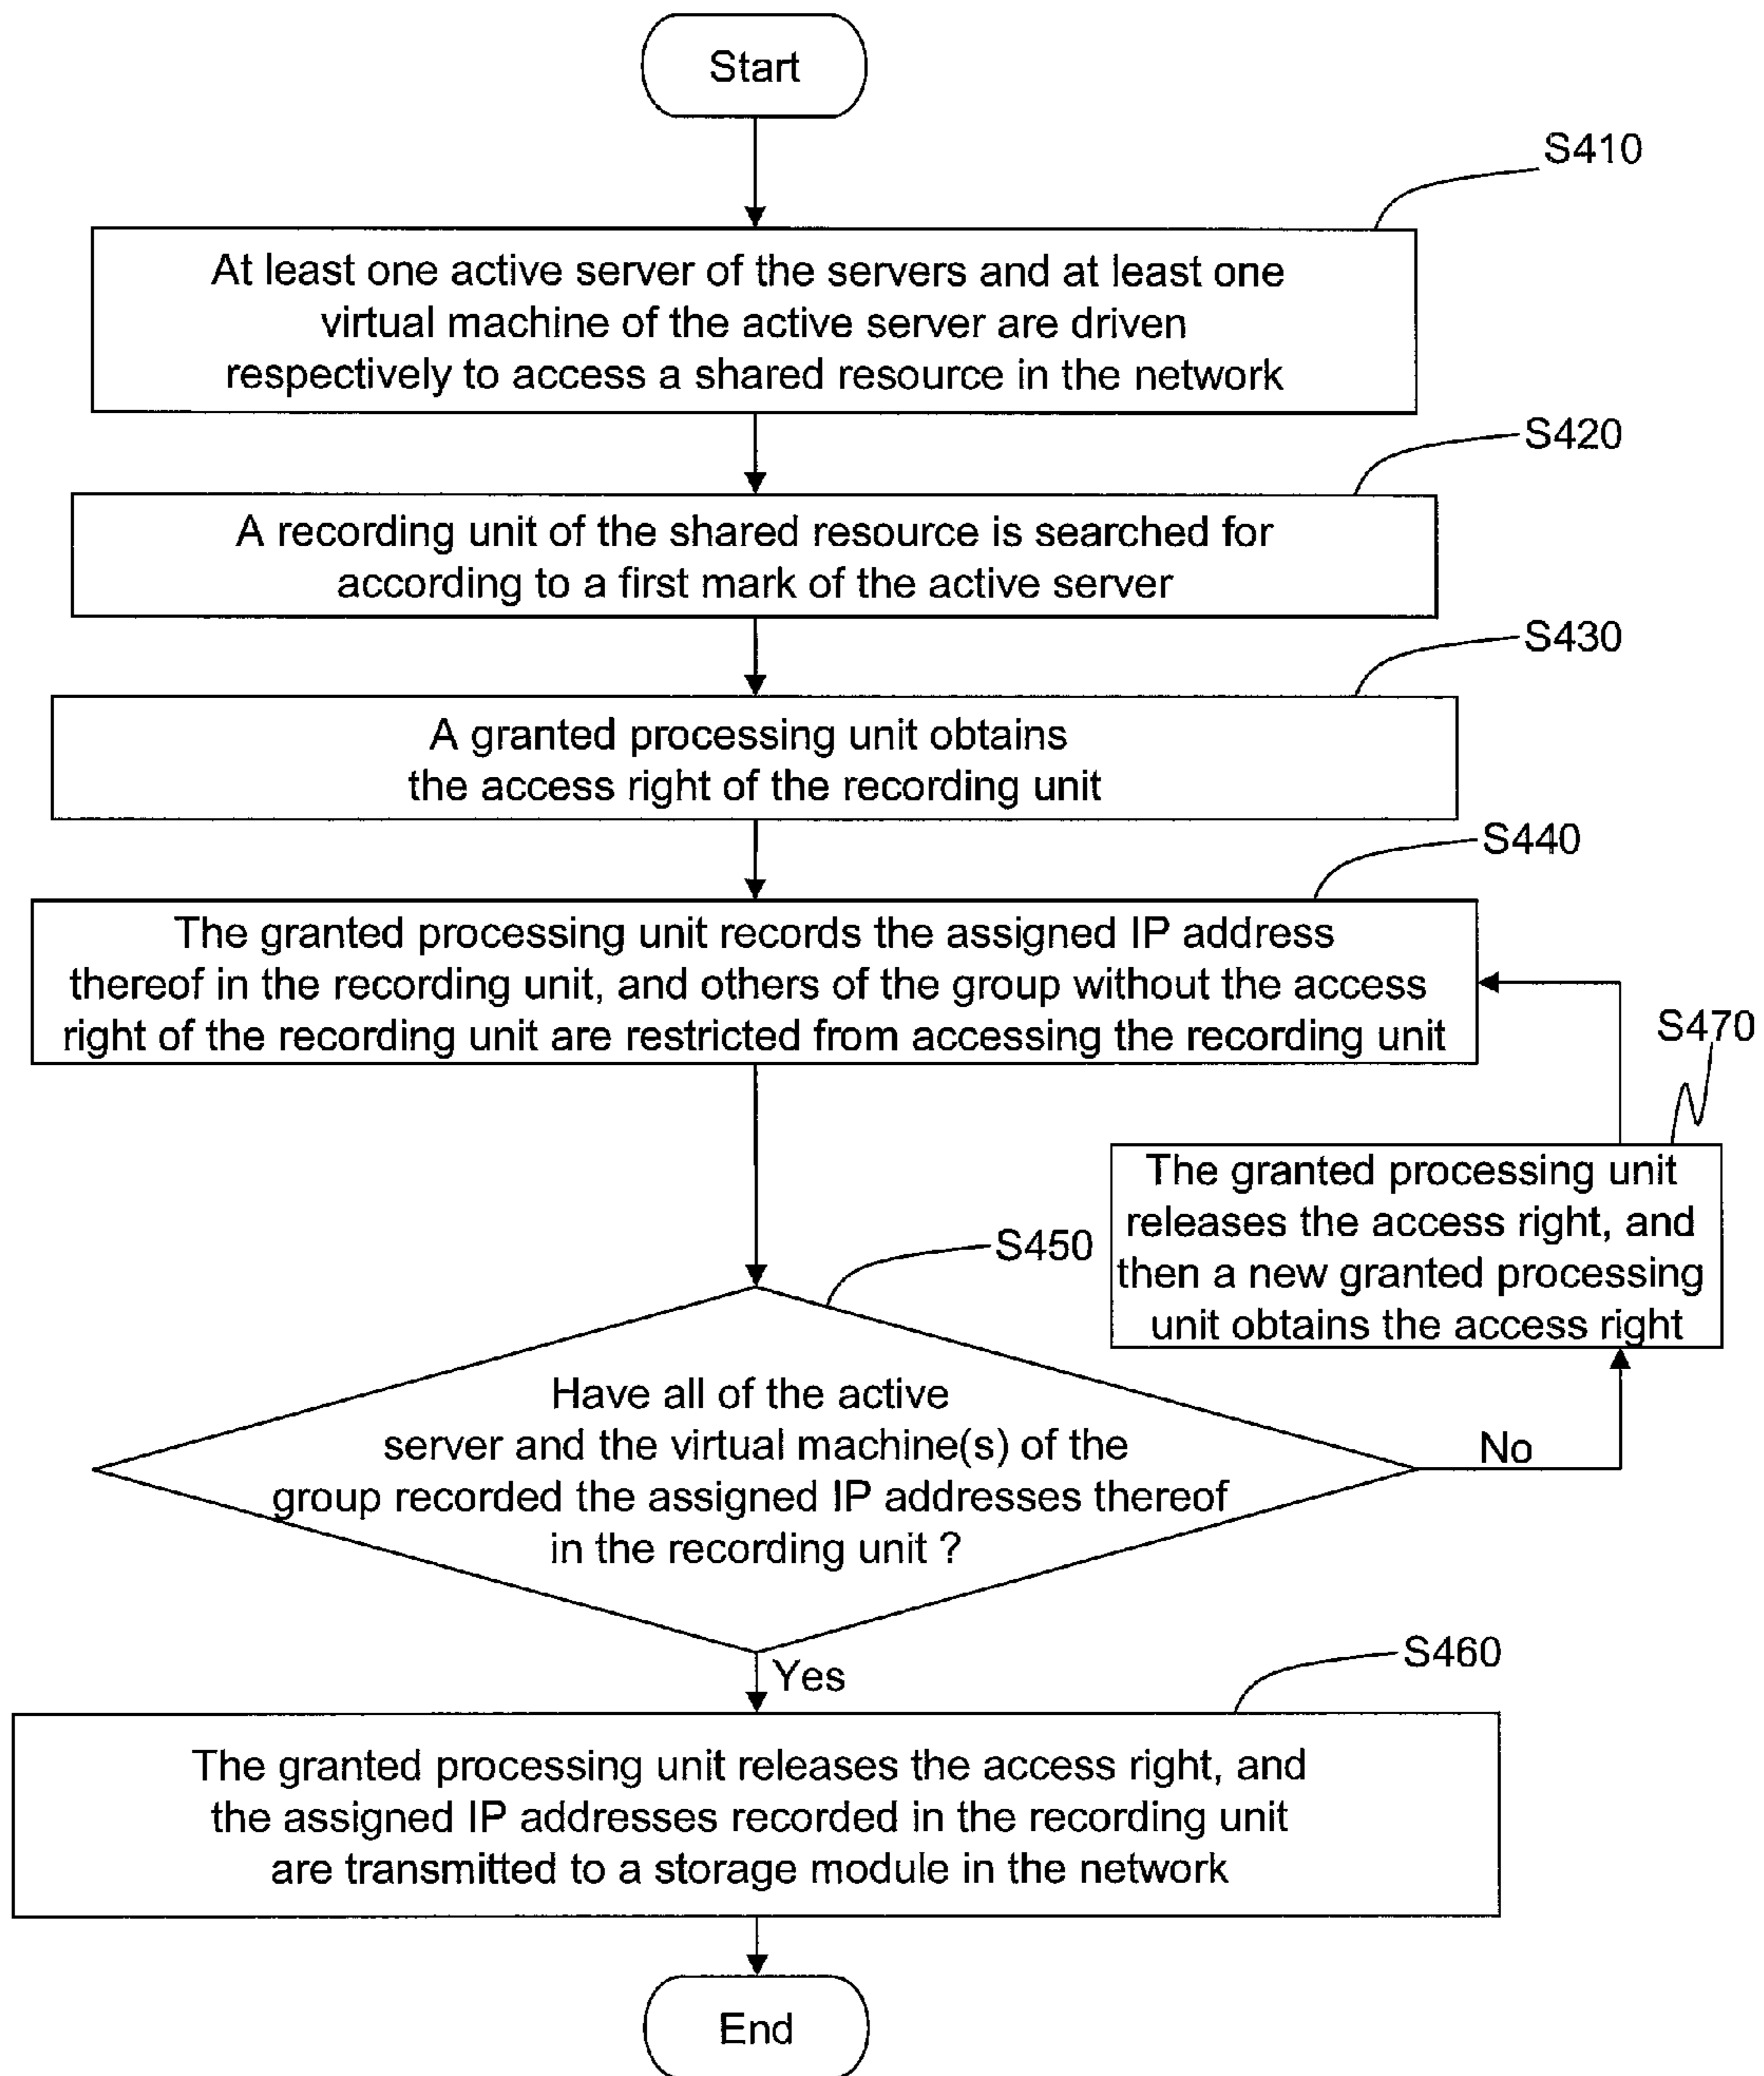 Start
S410
At least one active server of the servers and at least one
virtual machine of the active server are driven
respectively to access a shared resource in the network
S420
A recording unit of the shared resource is searched for
according to a first mark of the active server
S430
A granted processing unit obtains
the access right of the recording unit
S440
The granted processing unit records the assigned IP address
thereof in the recording unit, and others of the group without the access
right of the recording unit are restricted from accessing the recording unit
S470
The granted processing unit
releases the access right, and
then a new granted processing
unit obtains the access right
S450
Have all of the active
server and the virtual machine(s) of the
group recorded the assigned IP addresses thereof
in the recording unit ?
No
Yes
S460
The granted processing unit releases the access right, and
the assigned IP addresses recorded in the recording unit
are transmitted to a storage module in the network
End